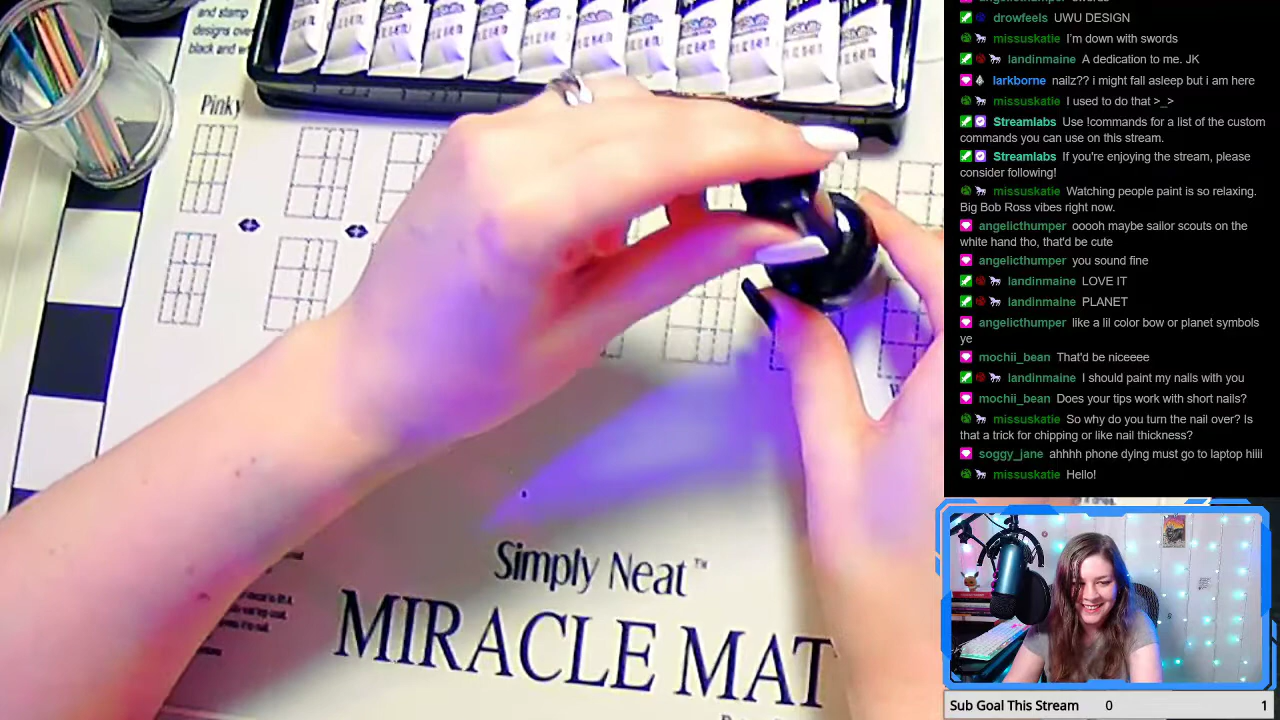 and stamp
designs over
black and w
Pinky
Simply Neat™
MIRACLE MAT
drowfeels UWU DESIGN
missuskatie I'm down with swords
landinmaine A dedication to me. JK
larkborne nailz?? i might fall asleep but i am here
missuskatie I used to do that >_>
Streamlabs Use !commands for a list of the custom
commands you can use on this stream.
Streamlabs If you're enjoying the stream, please
consider following!
missuskatie Watching people paint is so relaxing.
Big Bob Ross vibes right now.
angelicthumper ooooh maybe sailor scouts on the
white hand tho, that'd be cute
angelicthumper you sound fine
landinmaine LOVE IT
landinmaine PLANET
angelicthumper like a lil color bow or planet symbols
ye
mochii_bean That'd be niceeee
landinmaine I should paint my nails with you
mochii_bean Does your tips work with short nails?
missuskatie So why do you turn the nail over? Is
that a trick for chipping or like nail thickness?
soggy_jane ahhhh phone dying must go to laptop hiii
missuskatie Hello!
Sub Goal This Stream 0 1